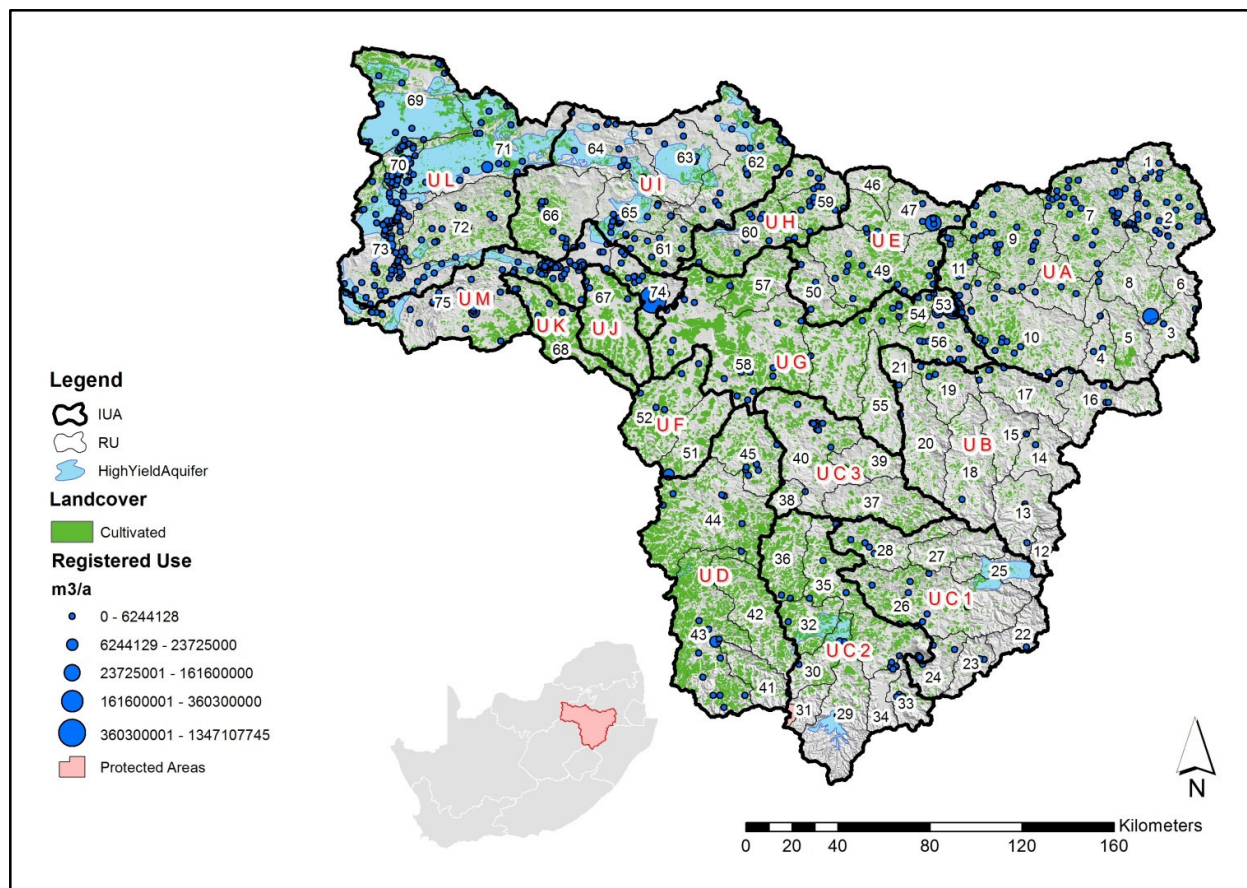 1
69
64
63
62
71
70
2
UL
UI
59
46
7
47
66
65
UH
9
72
60
UE
61
49
UA
73
11
8
6
50
57
74
67
53
75
UM
54
3
UK
UJ
56
10
5
68
4
58
UG
21
19
17
16
52
55
UF
15
UB
14
51
45
40
39
20
UC3
18
38
37
13
44
28
27
12
36
25
UD
35
26
UC1
42
32
43
22
UC2
23
30
24
41
31
29
34
33
Legend
IUA
RU
HighYieldAquifer
Landcover
Cultivated
Registered Use
m3/a
0 - 6244128
6244129 - 23725000
23725001 - 161600000
161600001 - 360300000
360300001 - 1347107745
Protected Areas
N
Kilometers
0 20 40 80 120 160